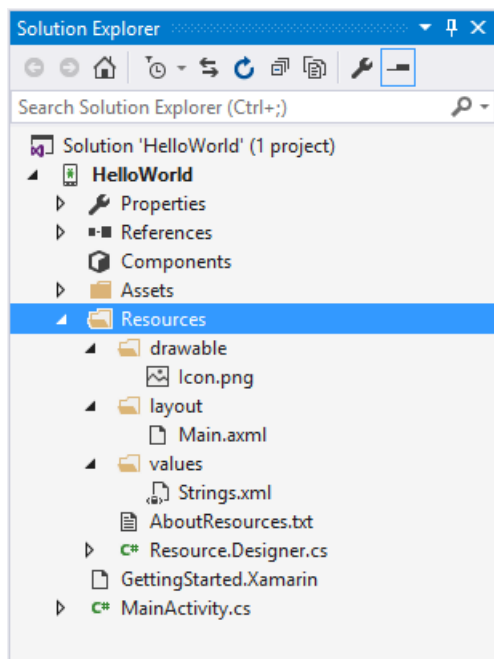 Solution Explorer
Search Solution Explorer (Ctrl+;)
Solution 'HelloWorld' (1 project)
HelloWorld
Properties
References
Components
Assets
Resources
drawable
Icon.png
layout
Main.axml
values
Strings.xml
AboutResources.txt
C# Resource.Designer.cs
GettingStarted.Xamarin
C# MainActivity.cs